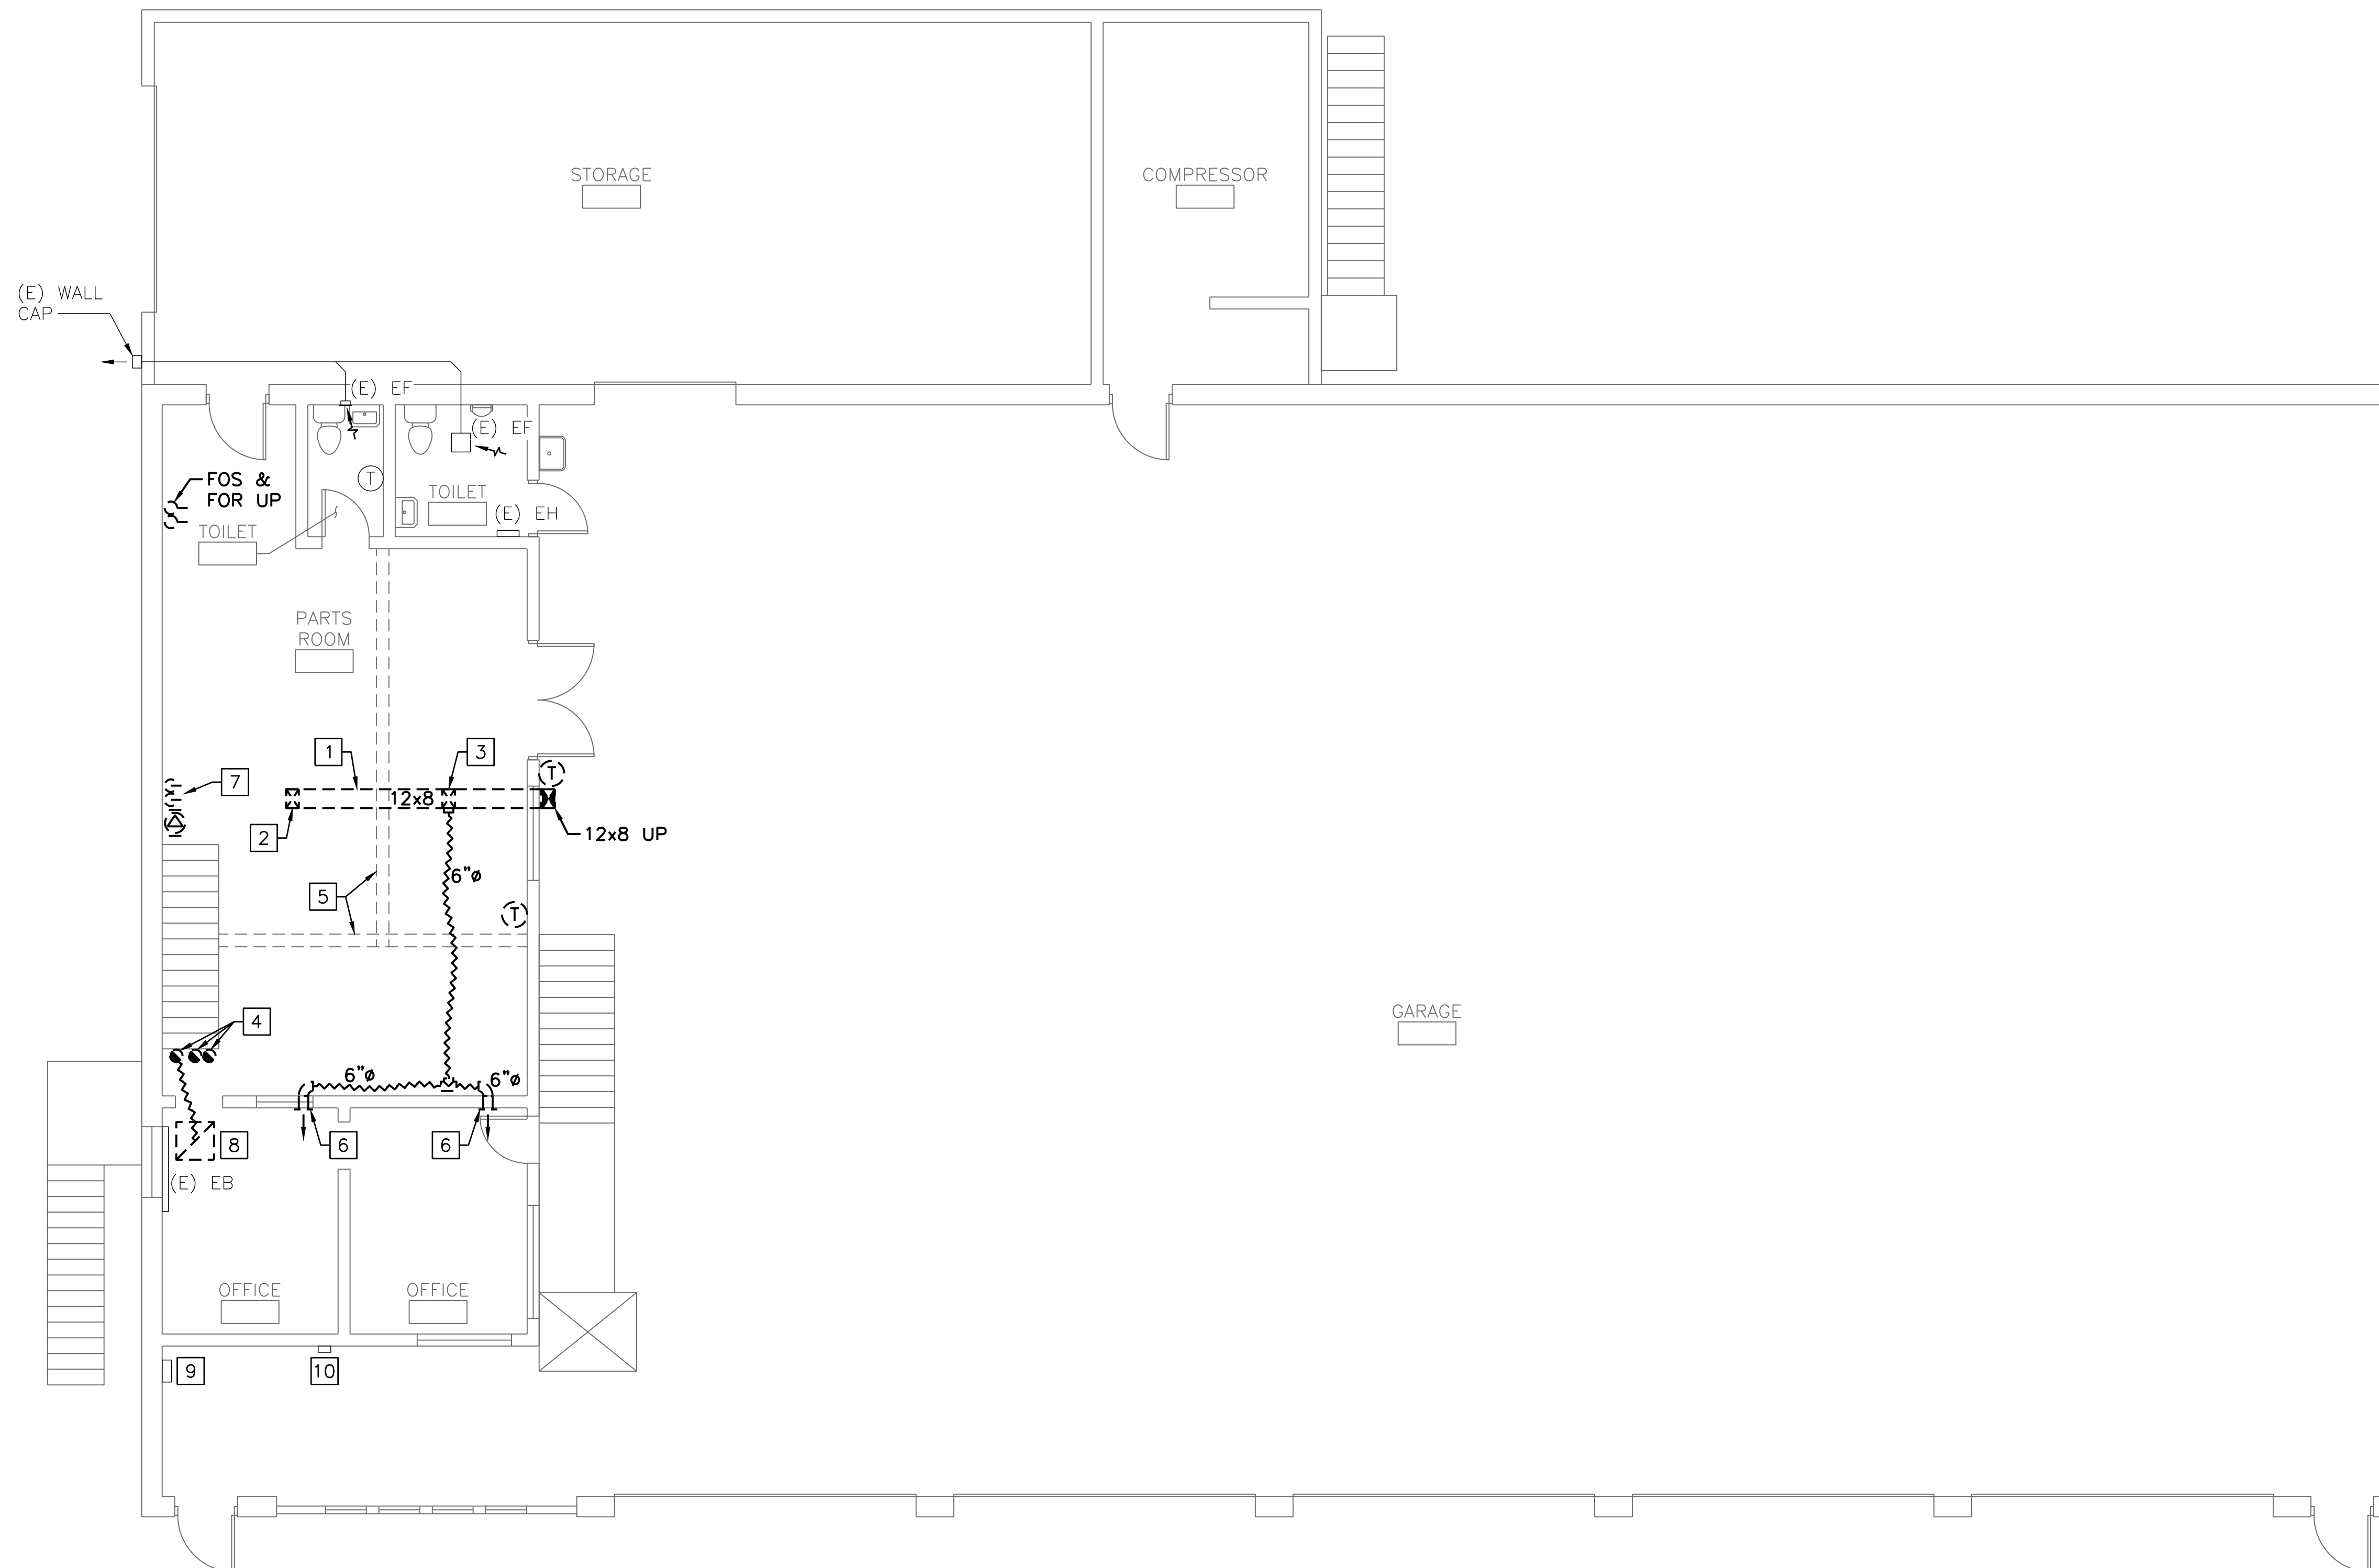 STORAGE
COMPRESSOR
(E) WALL
CAP
(E) EF
(E) EF
FOS &
FOR UP
T
TOILET
(E) EH
TOILET
PARTS
ROOM
1
3
T
7
12x8
2
12x8 UP
6"ø
5
T
4
GARAGE
6"ø
6"ø
8
6
6
(E) EB
OFFICE
OFFICE
9
10